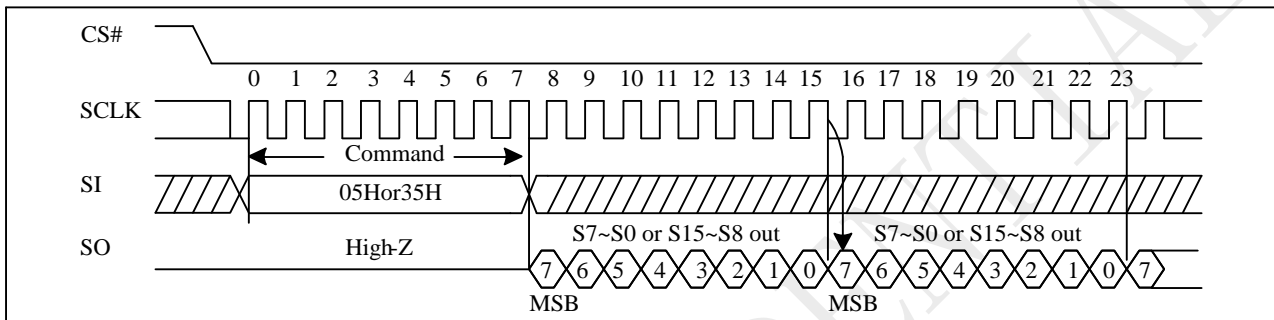 CS#
0 1 2 3 4 5 6 7 8 9 10 11 12 13 14 15 16 17 18 19 20 21 22 23
SCLK
Command
SI
05Hor35H
S7~S0 or S15~S8 out S7~S0 or S15~S8 out
SO
High-Z
7 6 5 4 3 2 1 0 7 6 5 4 3 2 1 0 7
MSB MSB